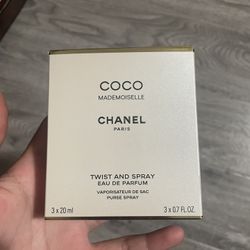 COCO
MADEMOISELLE
CHANEL
PARIS
TWIST AND SPRAY
EAU DE PARFUM
VAPORISATEUR DE SAC
PURSE SPRAY
3 x 20 ml 3 x 0.7 FL. OZ.